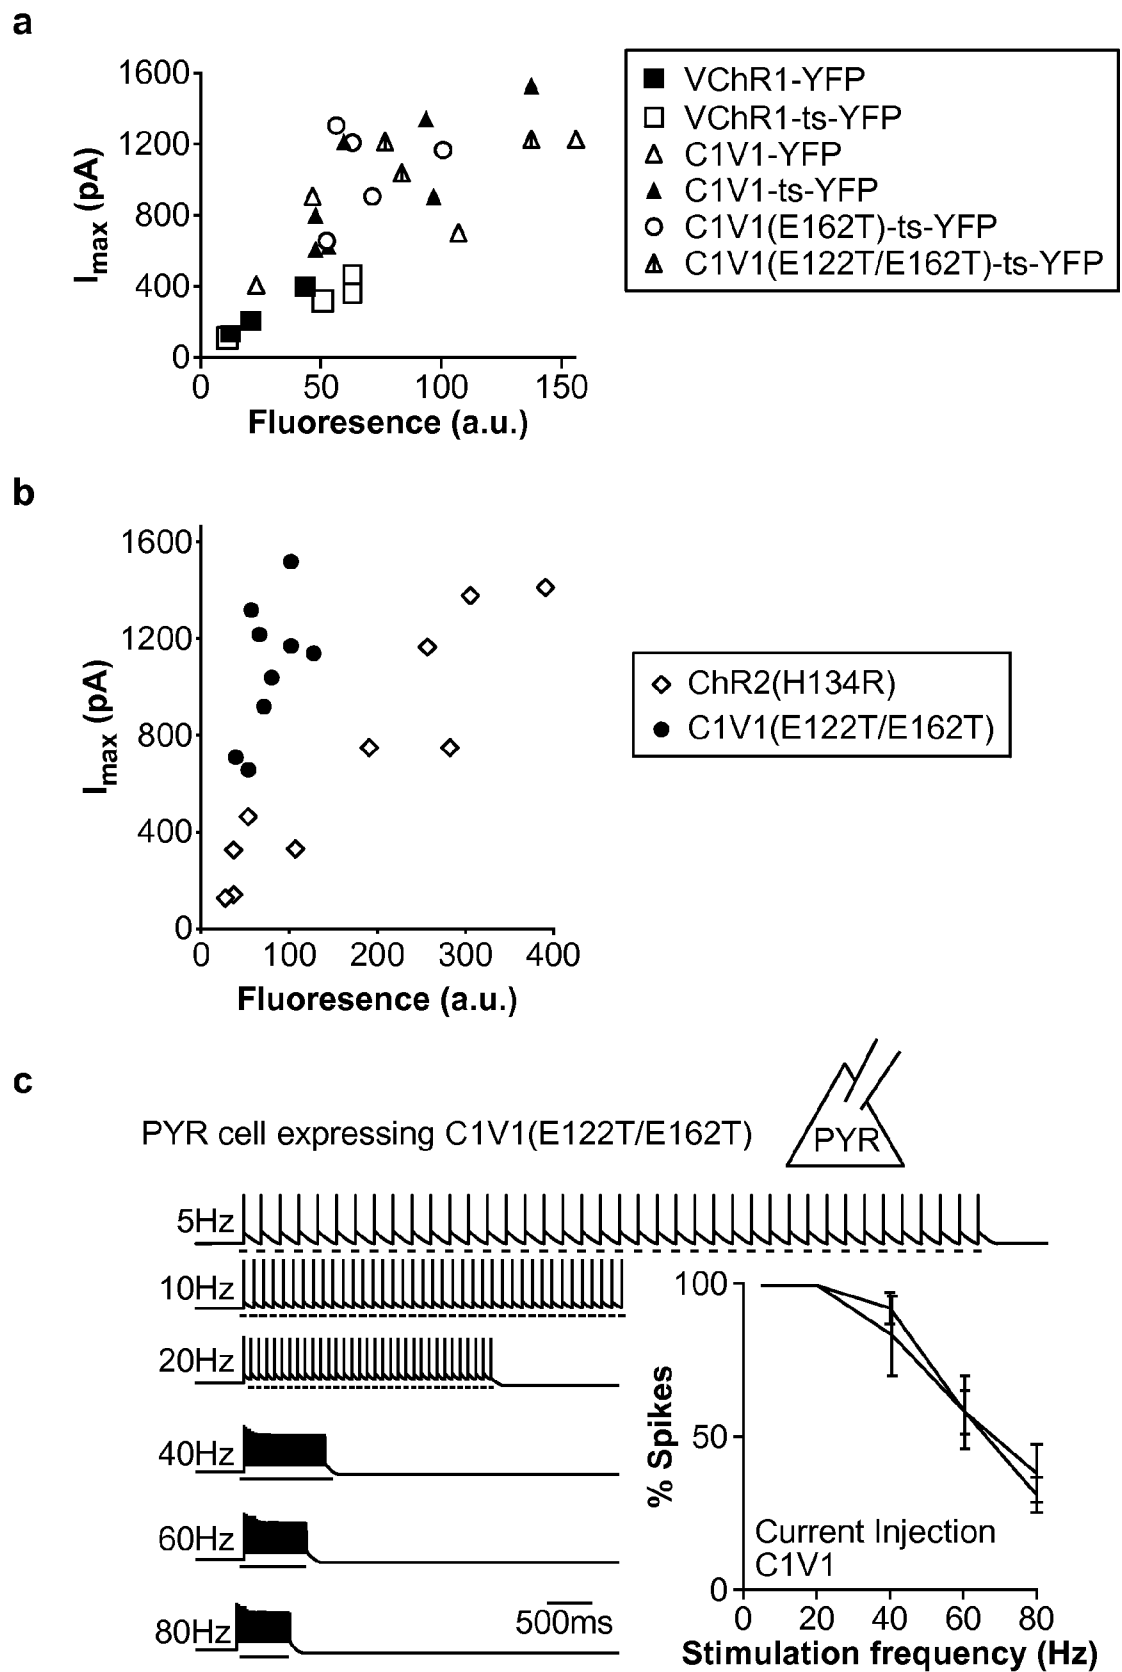 a
1600
1200
800
400
0
I max (pA)
0 50 100 150
Fluoresence (a.u.)
VChR1-YFP
VChR1-ts-YFP
C1V1-YFP
C1V1-ts-YFP
C1V1(E162T)-ts-YFP
C1V1(E122T/E162T)-ts-YFP
b
1600
1200
800
400
0
I max (pA)
0 100 200 300 400
Fluoresence (a.u.)
ChR2(H134R)
C1V1(E122T/E162T)
c
PYR cell expressing C1V1(E122T/E162T)
PYR
5Hz
10Hz
20Hz
40Hz
60Hz
80Hz
500ms
100
50
0
% Spikes
Current Injection
C1V1
0 20 40 60 80
Stimulation frequency (Hz)